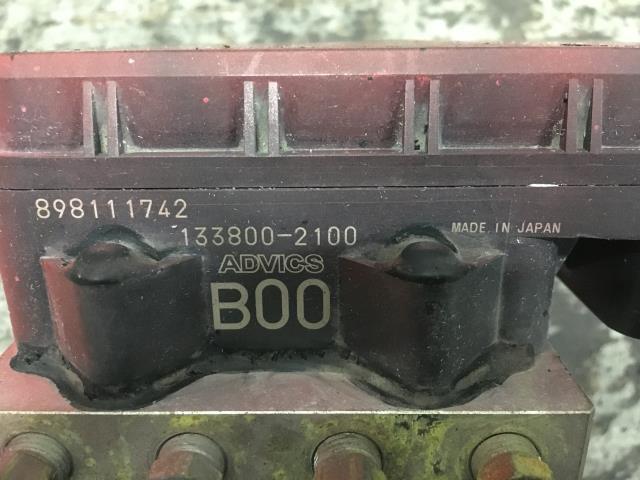 898111742
133800-2100
MADE IN JAPAN
ADVICS
B00